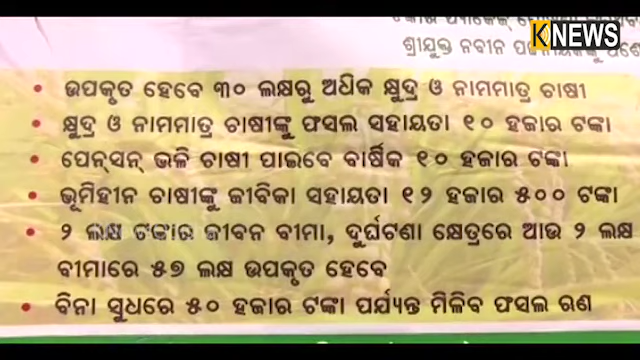 KNEWS
ଶ୍ରୀଯୁକ୍ତ ନବୀନ
• ଉପକୃତ ହେବେ ୩୦ ଲକ୍ଷରୁ ଅଧିକ କ୍ଷୁଦ୍ର ଓ ନାମମାତ୍ର ଚାଷୀ
• କ୍ଷୁଦ୍ର ଓ ନାମମାତ୍ର ଚାଷୀଙ୍କୁ ଫସଲ ସହାୟତା ୧୦ ହଜାର ଟଙ୍କା
• ପେନ୍‌ସନ୍ ଭଳି ଚାଷୀ ପାଇବେ ବାର୍ଷିକ ୧୦ ହଜାର ଟଙ୍କା
• ଭୂମିହୀନ ଚାଷୀଙ୍କୁ ଜୀବିକା ସହାୟତା ୧୨ ହଜାର ୫୦୦ ଟଙ୍କା
• ୨ ଲକ୍ଷ ଟଙ୍କାର ଜୀବନ ବୀମା, ଦୁର୍ଘଟଣା କ୍ଷେତ୍ରରେ ଆଉ ୨ ଲକ୍ଷ
ବୀମାରେ ୫୭ ଲକ୍ଷ ଉପକୃତ ହେବେ
• ବିନା ସୁଧରେ ୫୦ ହଜାର ଟଙ୍କା ପର୍ଯ୍ୟନ୍ତ ମିଳିବ ଫସଲ ଋଣ